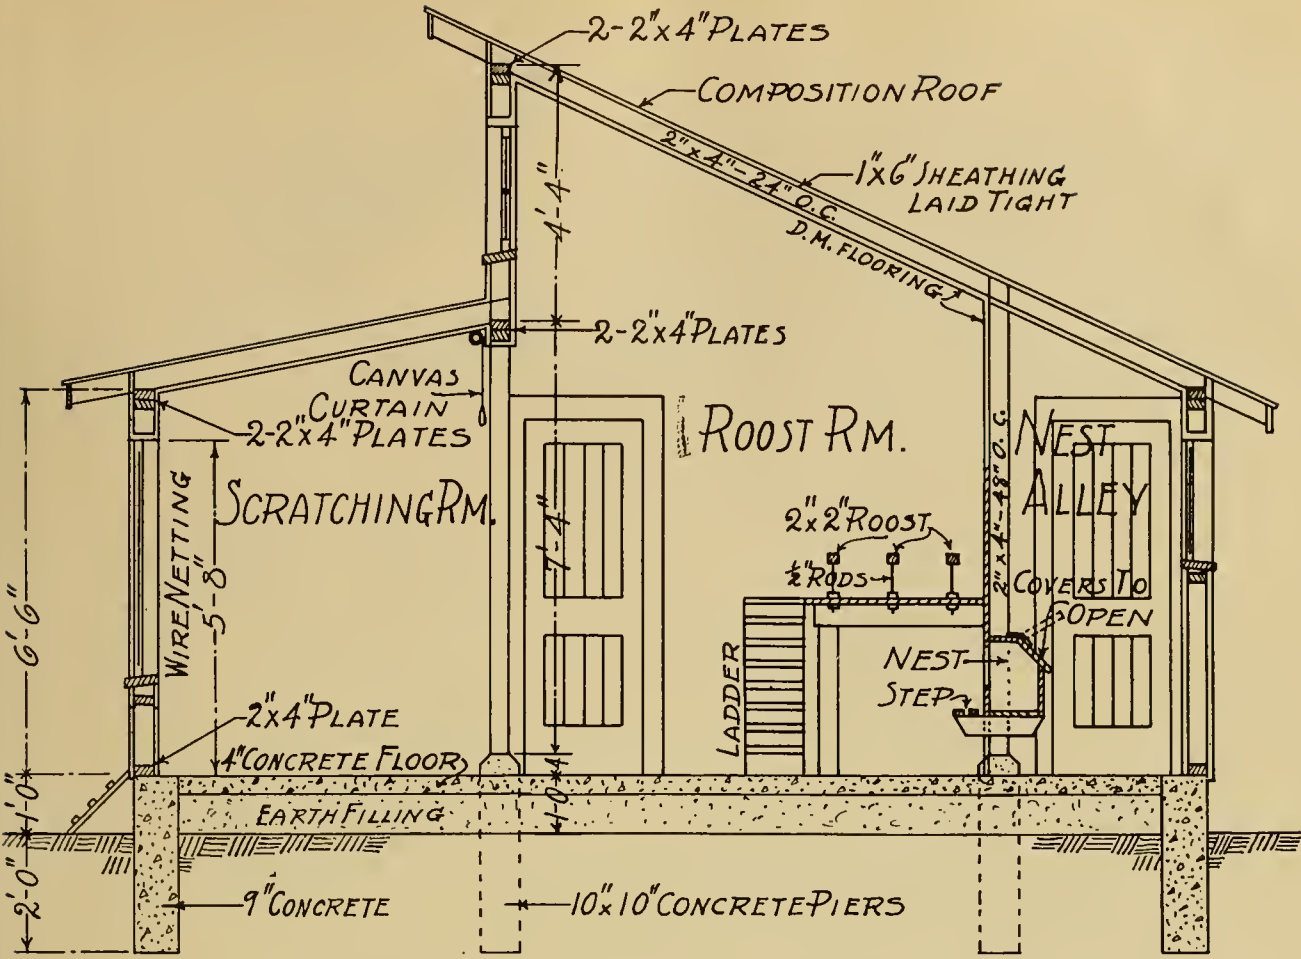 2-2"x4" PLATES
COMPOSITION ROOF
2"x4"-24" O.C.
1"x6" SHEATHING
LAID TIGHT
D.M. FLOORING
4'-4"
2-2"x4" PLATES
CANVAS
CURTAIN
2-2"x4" PLATES
ROOST RM.
NEST
ALLEY
SCRATCHING RM.
WIRE NETTING
5'-8"
6'-6"
7'-4"
2"x2" ROOST
1/2" RODS
2"x4"-48" O.C.
COVERS TO
OPEN
NEST
STEP
LADDER
2"x4" PLATE
4" CONCRETE FLOOR
4
1'-0"
1'-0
EARTH FILLING
2'-0"
9" CONCRETE
10"x10" CONCRETE PIERS